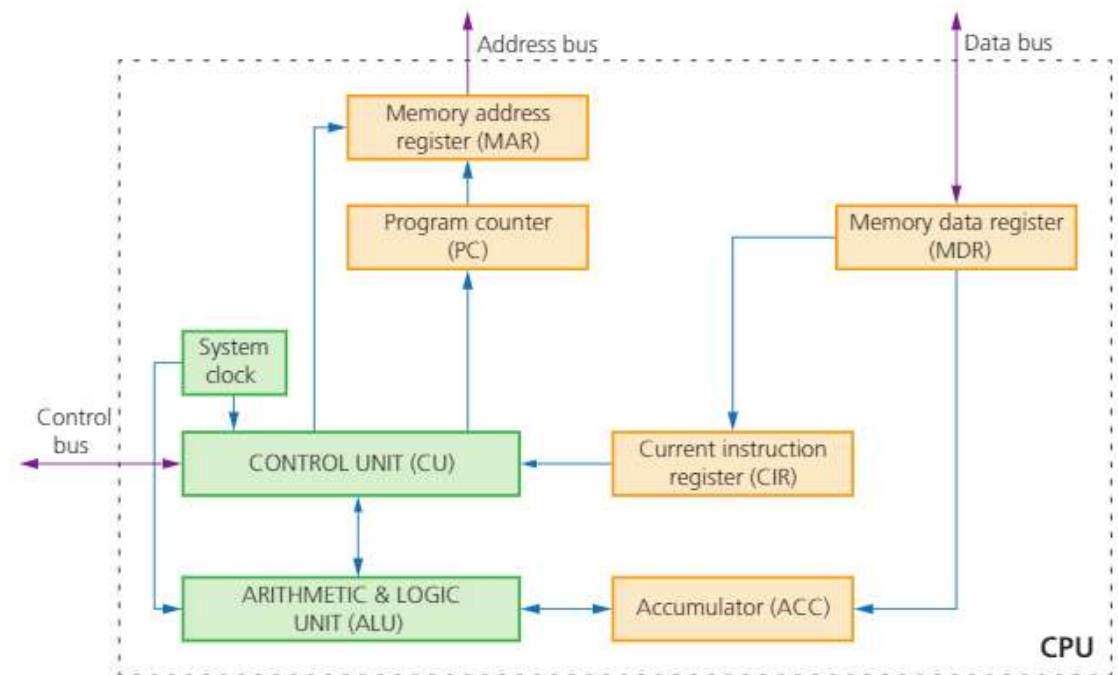 Address bus
Data bus
Memory address
register (MAR)
Program counter
(PC)
Memory data register
(MDR)
System
clock
Control
bus
CONTROL UNIT (CU)
Current instruction
register (CIR)
ARITHMETIC & LOGIC
UNIT (ALU)
Accumulator (ACC)
CPU